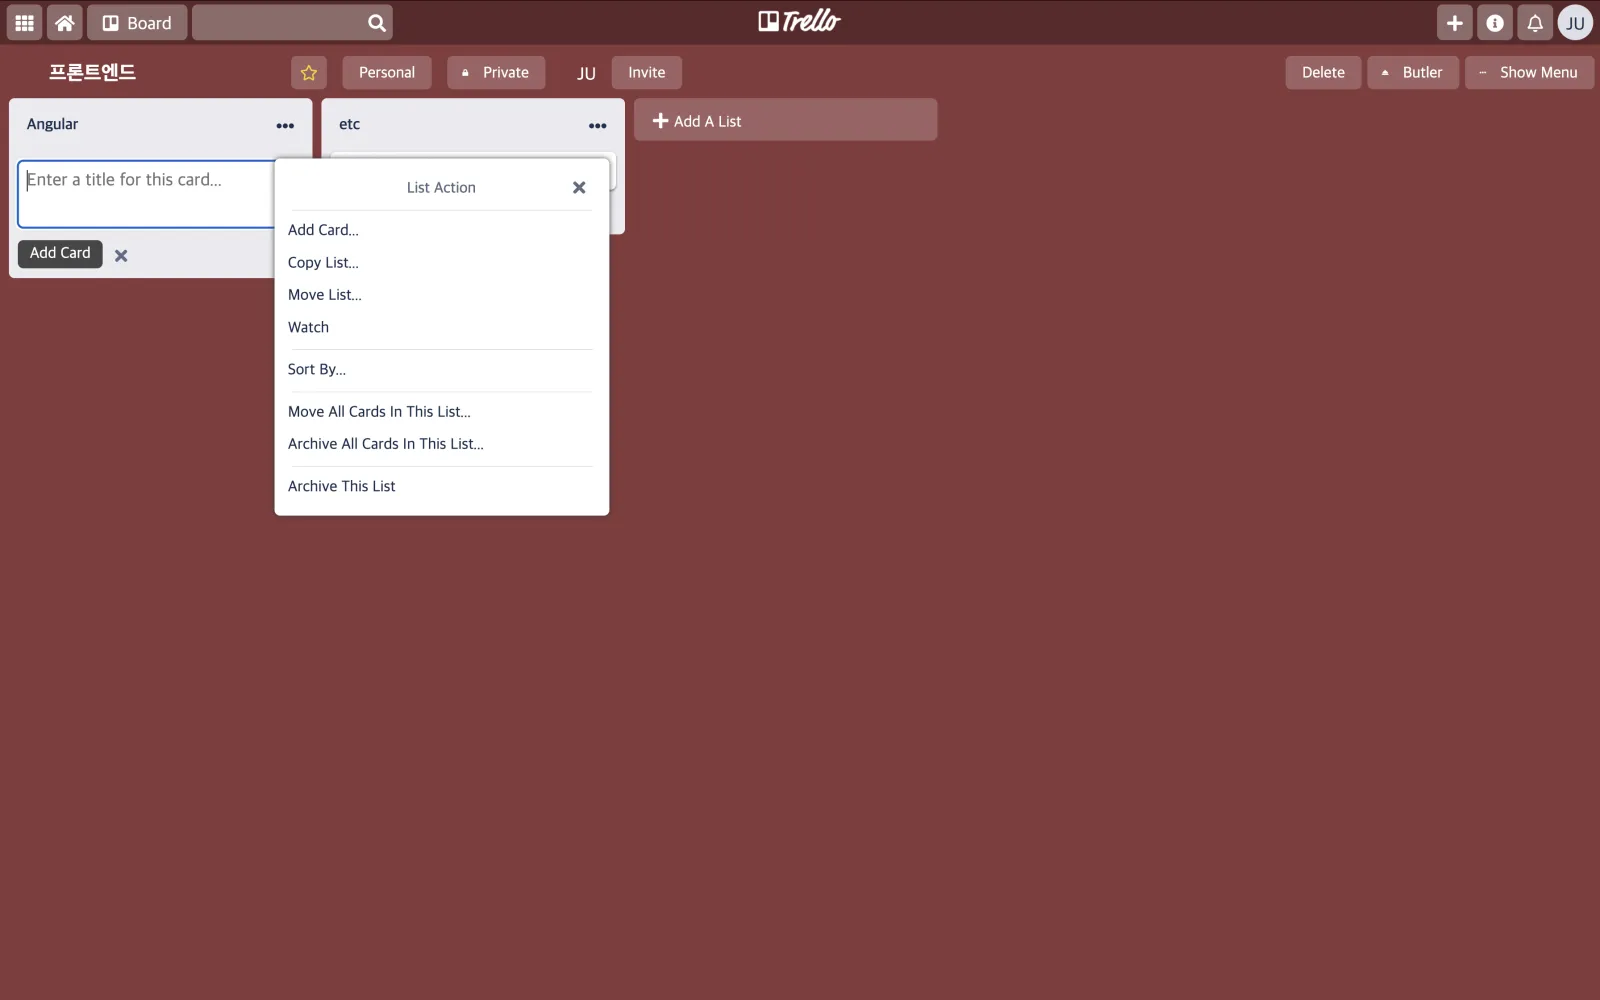 Board
Trello
JU
프론트엔드
Personal
Private
JU
Invite
Delete
Butler
Show Menu
Angular
etc
Add A List
Enter a title for this card...
Add Card
List Action
Add Card...
Copy List...
Move List...
Watch
Sort By...
Move All Cards In This List...
Archive All Cards In This List...
Archive This List